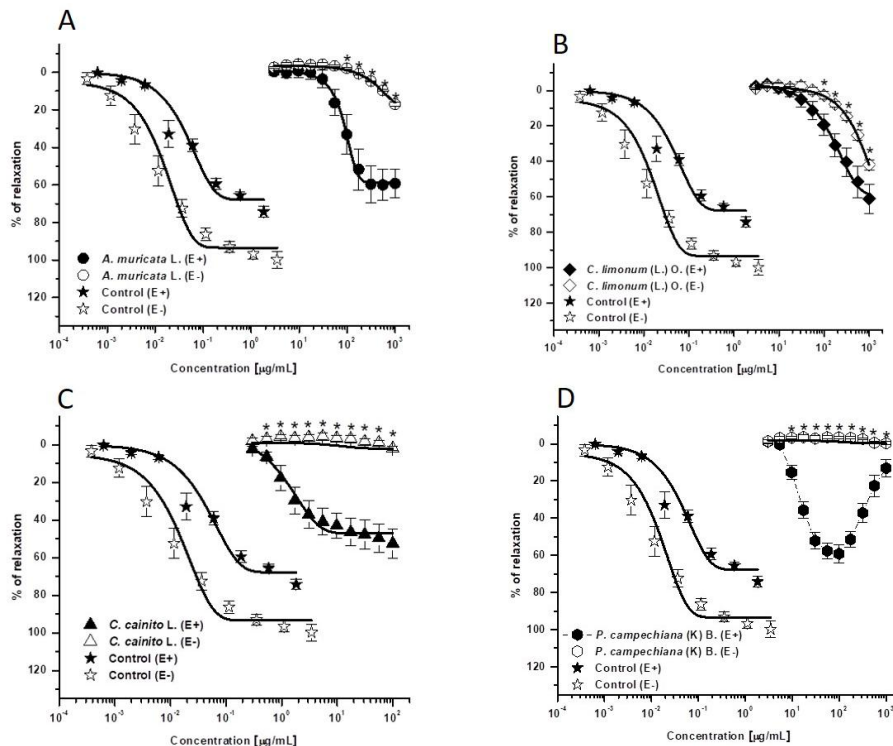 A
0
20
40
60
80
100
120
% of relaxation
* * * * *
A. muricata L. (E+)
A. muricata L. (E-)
Control (E+)
Control (E-)
10⁻⁴ 10⁻³ 10⁻² 10⁻¹ 10⁰ 10¹ 10² 10³
Concentration [µg/mL]
B
0
20
40
60
80
100
120
% of relaxation
* * * * *
C. limonum (L.) O. (E+)
C. limonum (L.) O. (E-)
Control (E+)
Control (E-)
10⁻⁴ 10⁻³ 10⁻² 10⁻¹ 10⁰ 10¹ 10² 10³
Concentration [µg/mL]
C
0
20
40
60
80
100
120
% of relaxation
* * * * * * * * * *
C. cainito L. (E+)
C. cainito L. (E-)
Control (E+)
Control (E-)
10⁻⁴ 10⁻³ 10⁻² 10⁻¹ 10⁰ 10¹ 10²
Concentration [µg/mL]
D
0
20
40
60
80
100
120
% of relaxation
* * * * * * * * *
P. campechiana (K) B. (E+)
P. campechiana (K) B. (E-)
Control (E+)
Control (E-)
10⁻⁴ 10⁻³ 10⁻² 10⁻¹ 10⁰ 10¹ 10² 10³
Concentration [µg/mL]